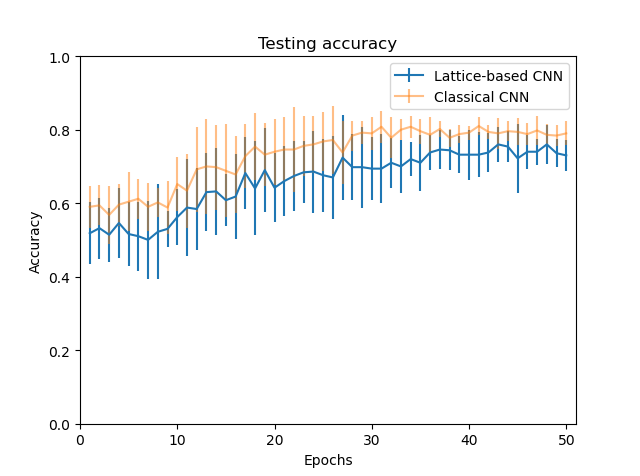 Testing accuracy
Lattice-based CNN
Classical CNN
1.0
0.8
0.6
0.4
0.2
0.0
Accuracy
0 10 20 30 40 50
Epochs